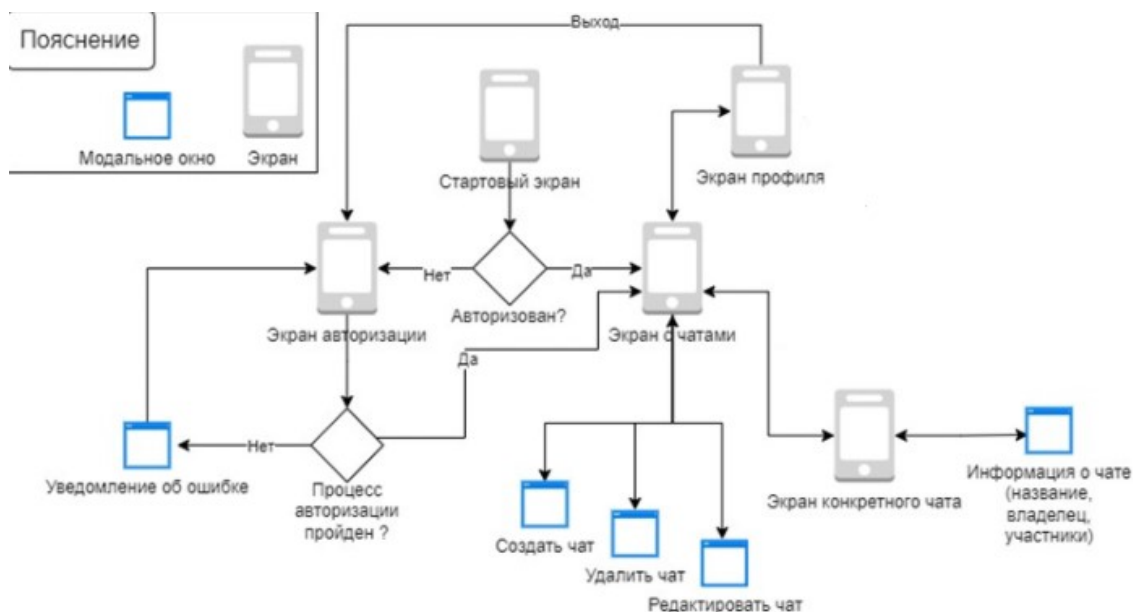 Выход
Пояснение
Модальное окно
Экран
Стартовый экран
Экран профиля
Нет
Да
Авторизован?
Экран авторизации
Экран с чатами
Да
Нет
Уведомление об ошибке
Процесс
авторизации
пройден ?
Экран конкретного чата
Информация о чате
(название,
владелец,
участники)
Создать чат
Удалить чат
Редактировать чат